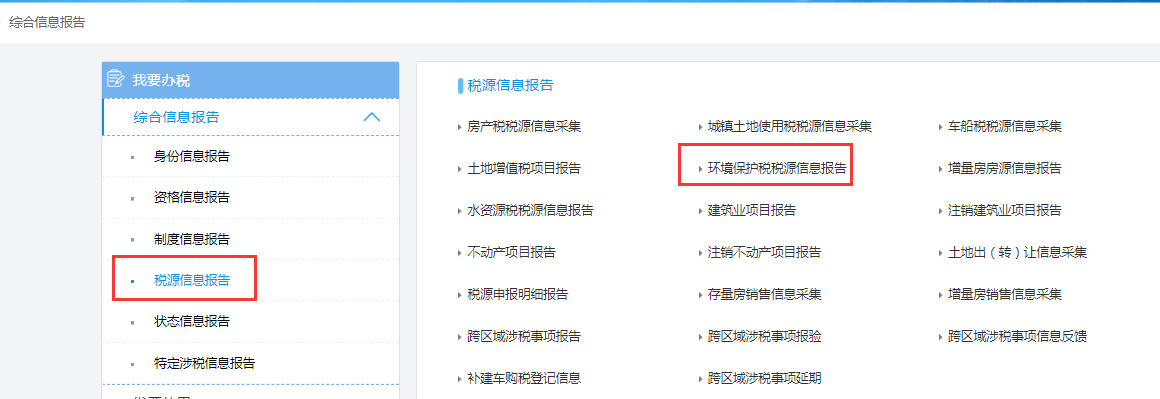 综合信息报告
我要办税
综合信息报告
身份信息报告
资格信息报告
制度信息报告
税源信息报告
状态信息报告
特定涉税信息报告
税源信息报告
房产税税源信息采集
城镇土地使用税税源信息采集
车船税税源信息采集
土地增值税项目报告
环境保护税税源信息报告
增量房房源信息报告
水资源税税源信息报告
建筑业项目报告
注销建筑业项目报告
不动产项目报告
注销不动产项目报告
土地出（转）让信息采集
税源申报明细报告
存量房销售信息采集
增量房销售信息采集
跨区域涉税事项报告
跨区域涉税事项报验
跨区域涉税事项信息反馈
补建车购税登记信息
跨区域涉税事项延期